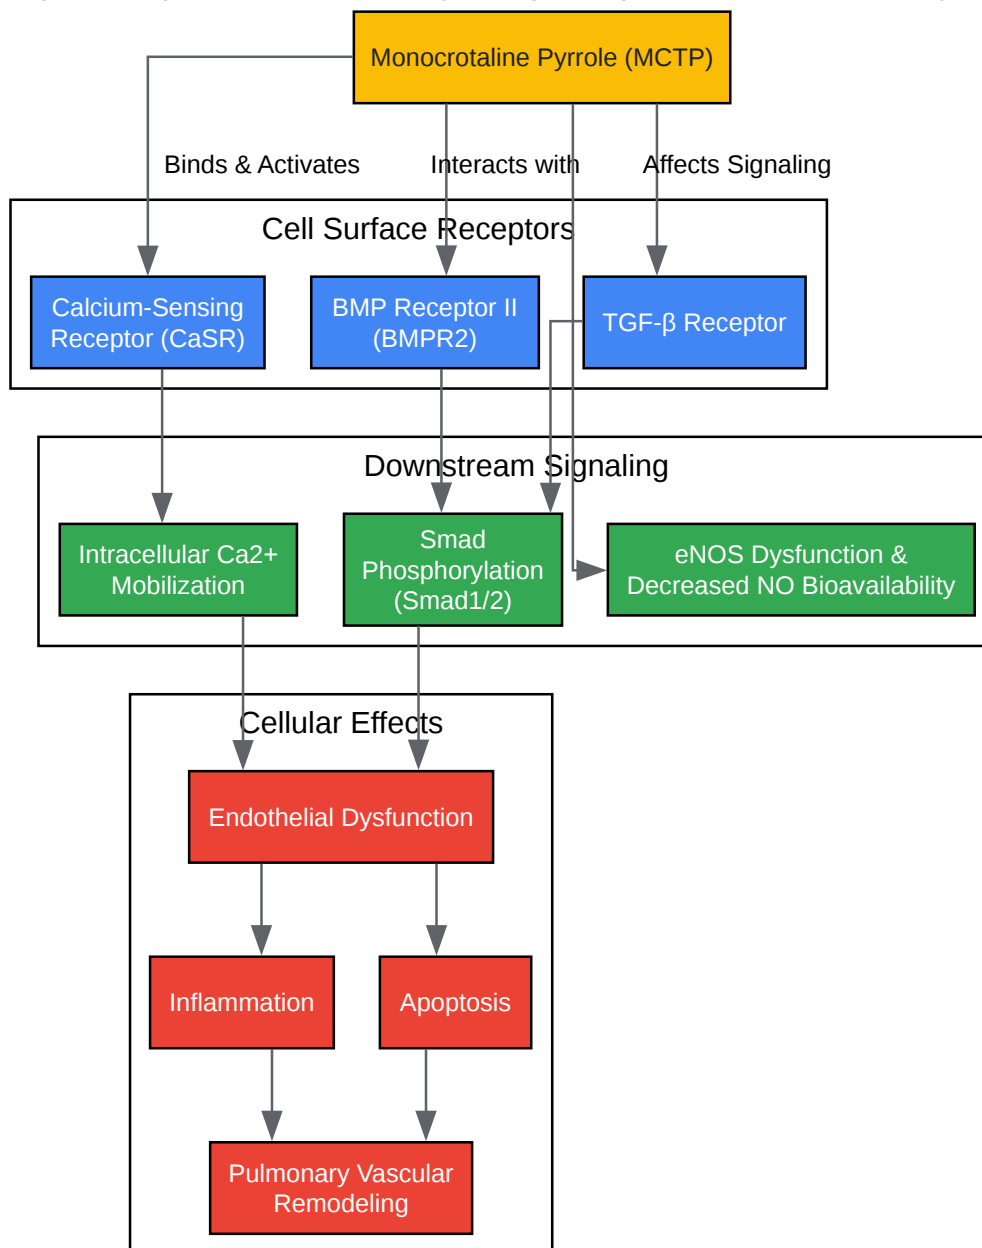 Monocrotaline Pyrrole (MCTP)
Binds & Activates
Interacts with
Affects Signaling
Cell Surface Receptors
Calcium-Sensing
Receptor (CaSR)
BMP Receptor II
(BMPR2)
TGF-β Receptor
Downstream Signaling
Intracellular Ca2+
Mobilization
Smad
Phosphorylation
(Smad1/2)
eNOS Dysfunction &
Decreased NO Bioavailability
Cellular Effects
Endothelial Dysfunction
Inflammation
Apoptosis
Pulmonary Vascular
Remodeling